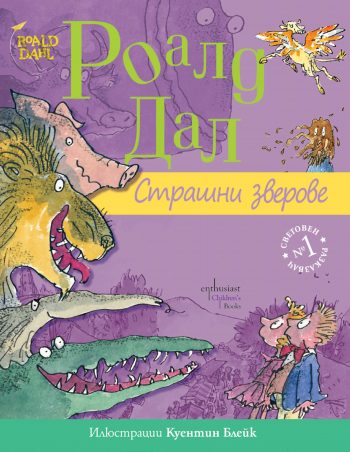 ROALD
DAHL
Роалд
Дал
Страшни зверове
СВЕТОВЕН
№1
РАЗКАЗВАЧ
enthusiast
Children's
Books
Илюстрации Куентин Блейк